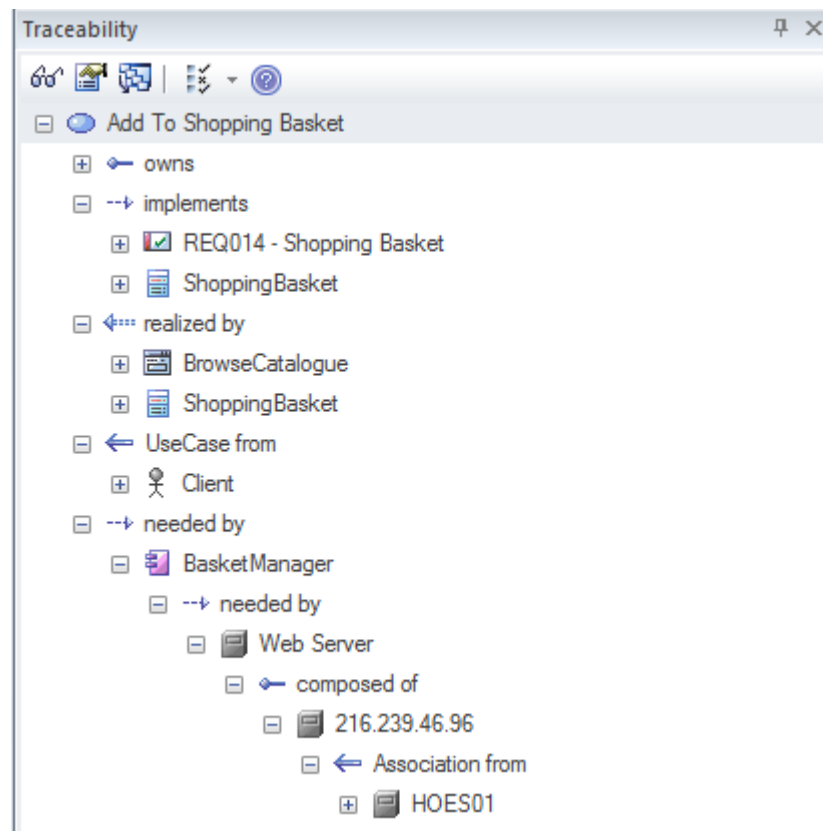 Traceability
Add To Shopping Basket
owns
implements
REQ014 - Shopping Basket
ShoppingBasket
realized by
BrowseCatalogue
ShoppingBasket
UseCase from
Client
needed by
BasketManager
needed by
Web Server
composed of
216.239.46.96
Association from
HOES01